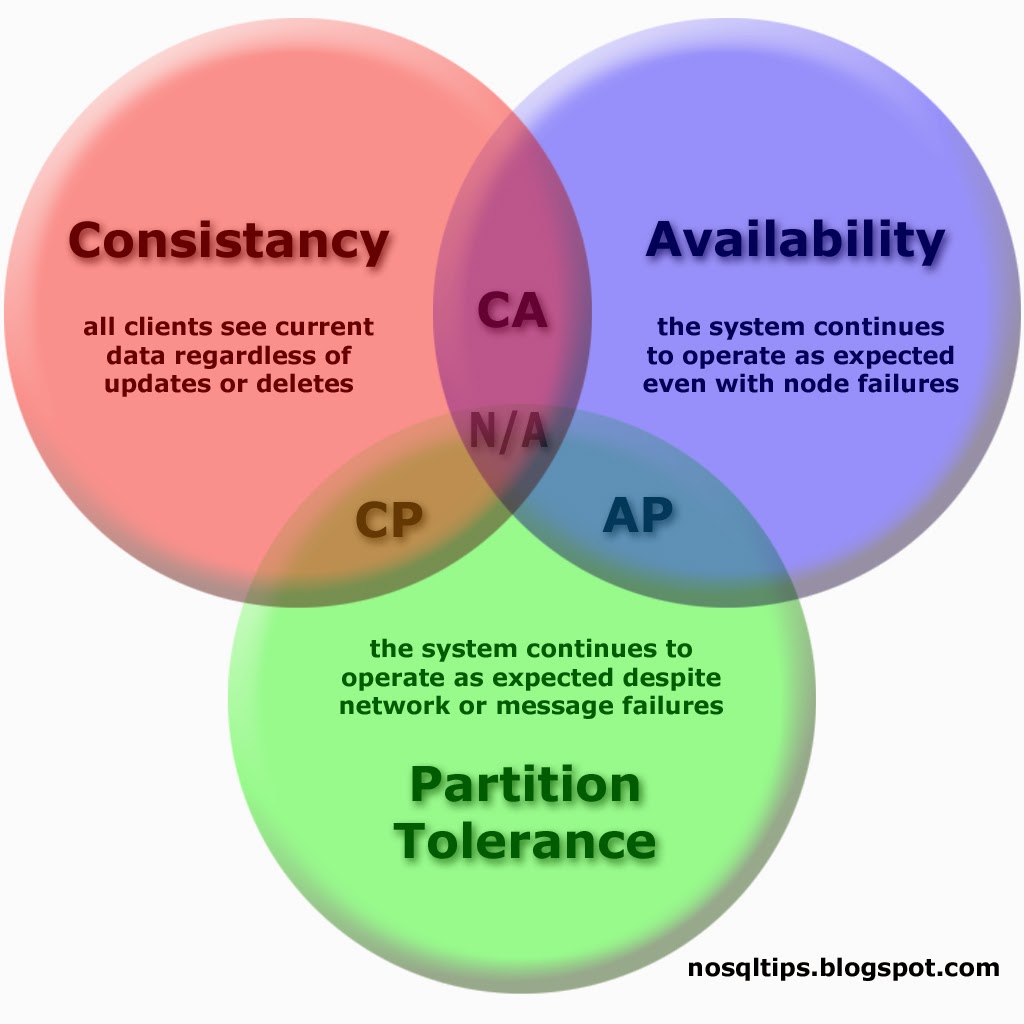 Consistancy
all clients see current
data regardless of
updates or deletes
Availability
the system continues
to operate as expected
even with node failures
CA
N/A
CP
AP
the system continues to
operate as expected despite
network or message failures
Partition
Tolerance
nosqltips.blogspot.com